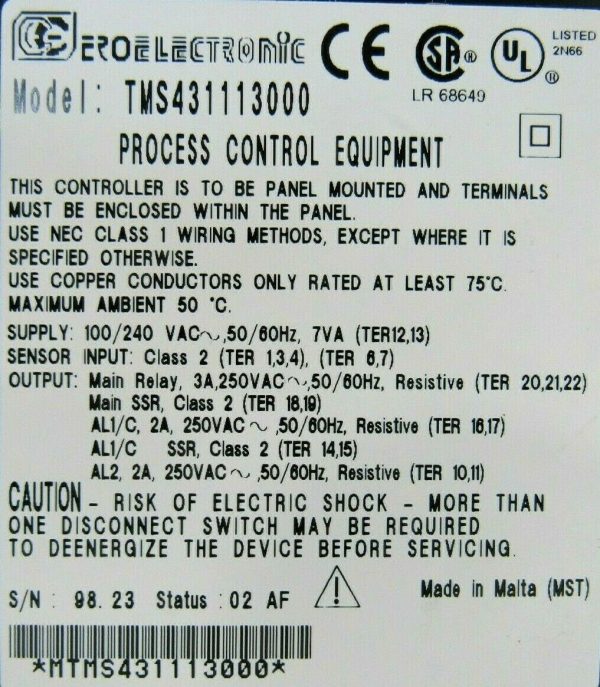 EROELECTRONIC CE SA ® UL ® LISTED 2N66
LR 68649
Model: TMS431113000
PROCESS CONTROL EQUIPMENT
THIS CONTROLLER IS TO BE PANEL MOUNTED AND TERMINALS
MUST BE ENCLOSED WITHIN THE PANEL.
USE NEC CLASS 1 WIRING METHODS, EXCEPT WHERE IT IS
SPECIFIED OTHERWISE.
USE COPPER CONDUCTORS ONLY RATED AT LEAST 75°C.
MAXIMUM AMBIENT 50 °C.
SUPPLY: 100/240 VAC~,50/60Hz, 7VA (TER12,13)
SENSOR INPUT: Class 2 (TER 1,3,4), (TER 6,7)
OUTPUT: Main Relay, 3A,250VAC~,50/60Hz, Resistive (TER 20,21,22)
Main SSR, Class 2 (TER 18,19)
AL1/C, 2A, 250VAC~,50/60Hz, Resistive (TER 16,17)
AL1/C SSR, Class 2 (TER 14,15)
AL2, 2A, 250VAC~,50/60Hz, Resistive (TER 10,11)
CAUTION - RISK OF ELECTRIC SHOCK - MORE THAN
ONE DISCONNECT SWITCH MAY BE REQUIRED
TO DEENERGIZE THE DEVICE BEFORE SERVICING.
S/N : 98.23 Status : 02 AF
Made in Malta (MST)
*MTMS431113000*